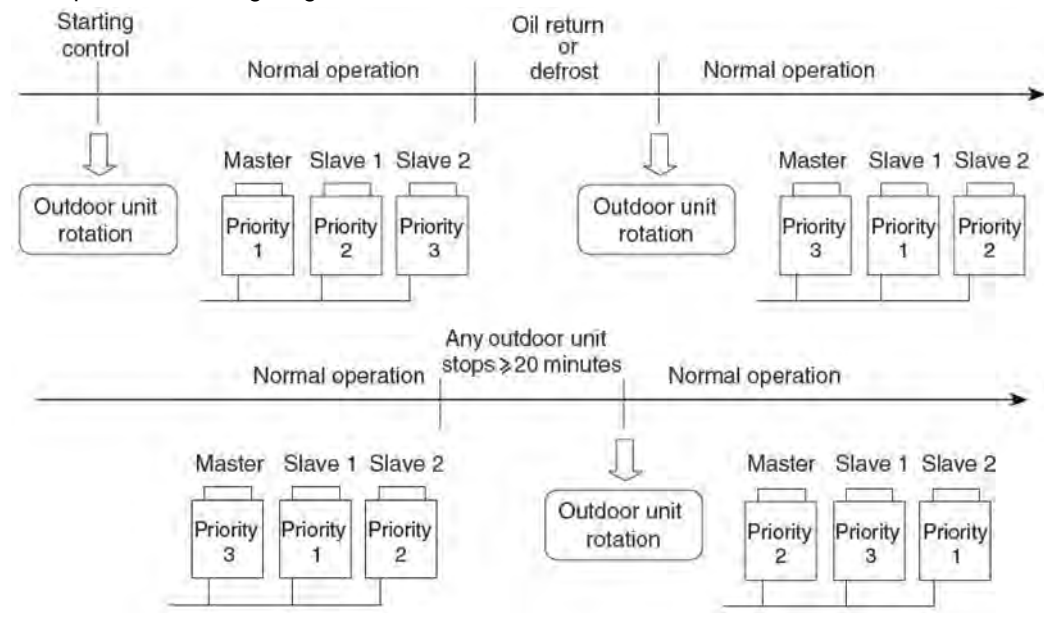 Starting
control
Oil return
or
defrost
Normal operation
Normal operation
Master Slave 1 Slave 2
Master Slave 1 Slave 2
Outdoor unit
rotation
Priority
1
Priority
2
Priority
3
Outdoor unit
rotation
Priority
3
Priority
1
Priority
2
Any outdoor unit
stops ⩾20 minutes
Normal operation
Normal operation
Master Slave 1 Slave 2
Master Slave 1 Slave 2
Priority
3
Priority
1
Priority
2
Outdoor unit
rotation
Priority
2
Priority
3
Priority
1